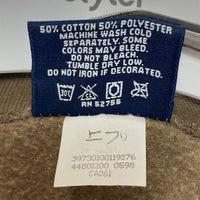 50% COTTON 50% POLYESTER
MACHINE WASH COLD
SEPARATELY. SOME
COLORS MAY BLEED.
DO NOT BLEACH.
TUMBLE DRY LOW.
DO NOT IRON IF DECORATED.
30
RN 52755
39730100119276
44801200 0598
CA261